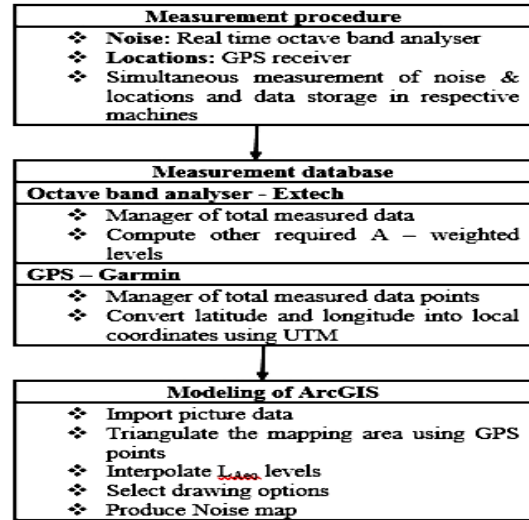 Measurement procedure
❖ Noise: Real time octave band analyser
❖ Locations: GPS receiver
❖ Simultaneous measurement of noise &
locations and data storage in respective
machines
Measurement database
Octave band analyser - Extech
❖ Manager of total measured data
❖ Compute other required A – weighted
levels
GPS – Garmin
❖ Manager of total measured data points
❖ Convert latitude and longitude into local
coordinates using UTM
Modeling of ArcGIS
❖ Import picture data
❖ Triangulate the mapping area using GPS
points
❖ Interpolate levels
❖ Select drawing options
❖ Produce Noise map